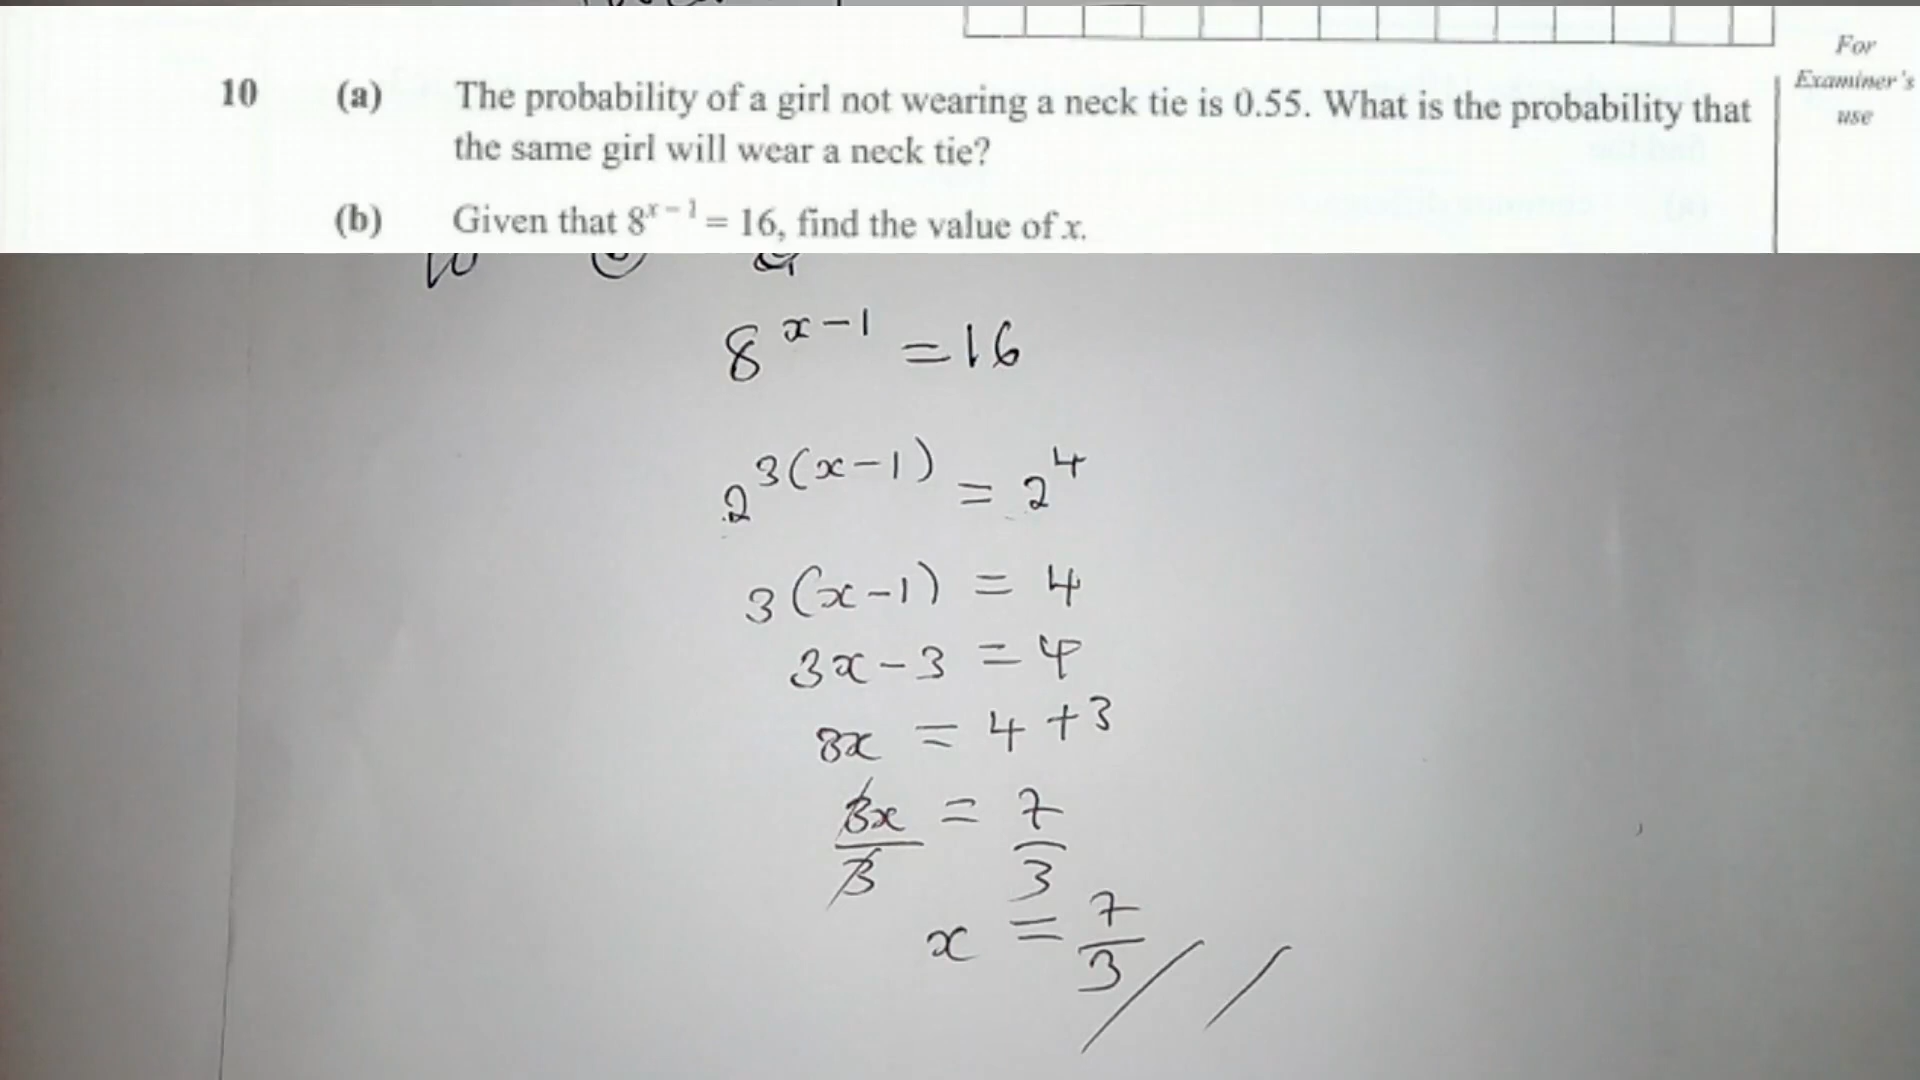 For
Examiner's
use
10 (a) The probability of a girl not wearing a neck tie is 0.55. What is the probability that
the same girl will wear a neck tie?
(b) Given that 8^{x-1} = 16, find the value of x.
8^{x-1} = 16
2^{3(x-1)} = 2^4
3(x-1) = 4
3x-3 = 4
3x = 4+3
3x/3 = 7/3
x = 7/3